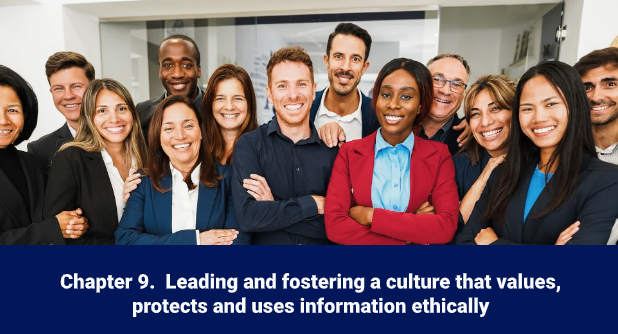 Chapter 9.  Leading and fostering a culture that values,
protects and uses information ethically